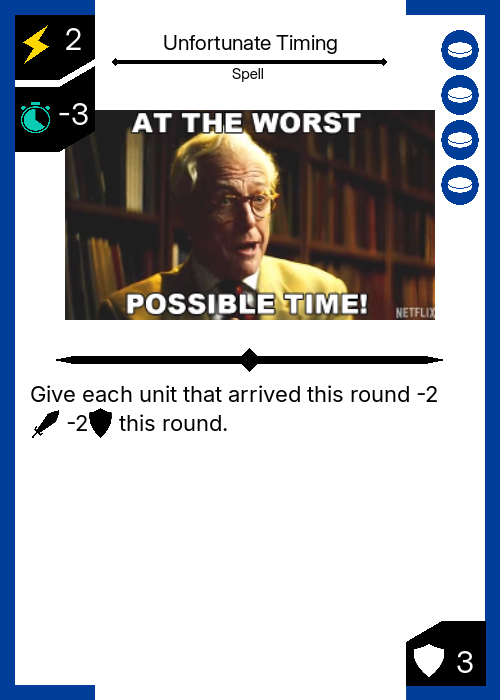 2
Unfortunate Timing
Spell
-3
AT THE WORST
POSSIBLE TIME!
NETFLIX
Give each unit that arrived this round -2
-2 this round.
3